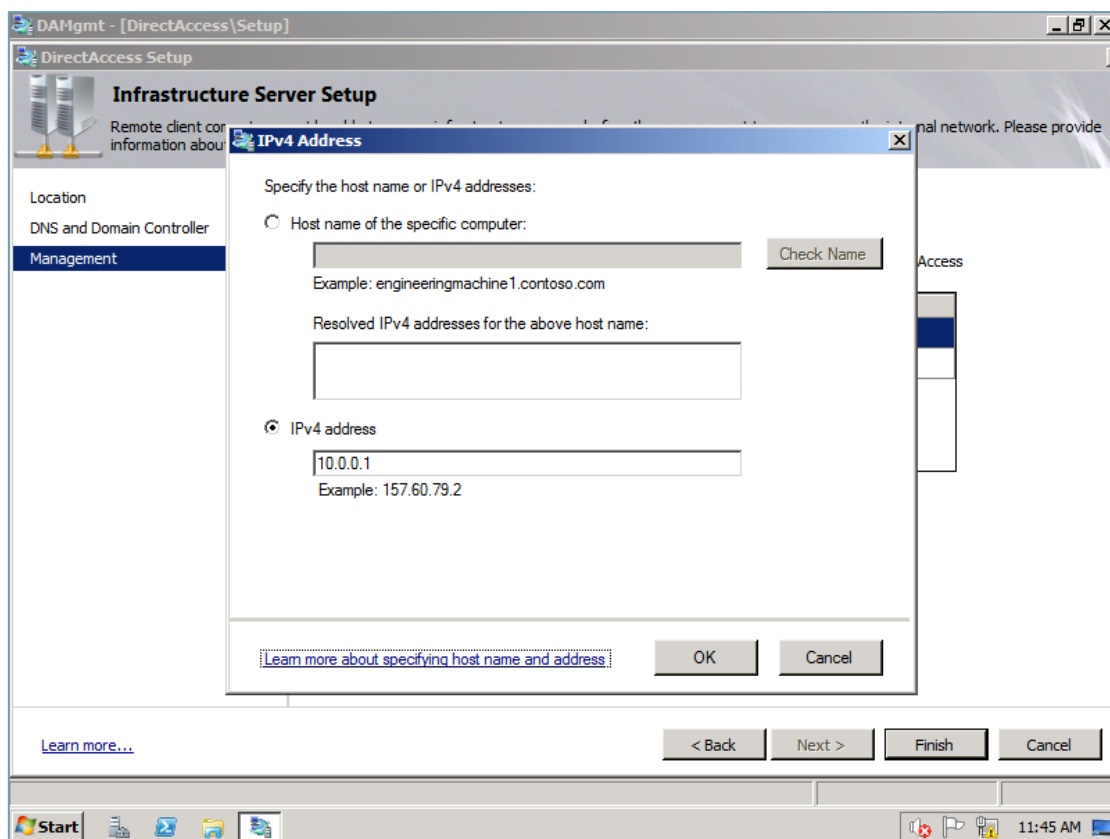 DAMgmt - [DirectAccess\Setup]
DirectAccess Setup
Infrastructure Server Setup
Remote client
nal network. Please provide
information abou
IPv4 Address
Location
DNS and Domain Controller
Management
Specify the host name or IPv4 addresses:
Host name of the specific computer:
Check Name
Example: engineeringmachine1.contoso.com
Access
Resolved IPv4 addresses for the above host name:
IPv4 address
10.0.0.1
Example: 157.60.79.2
Learn more about specifying host name and address
OK
Cancel
Learn more...
< Back
Next >
Finish
Cancel
Start
11:45 AM